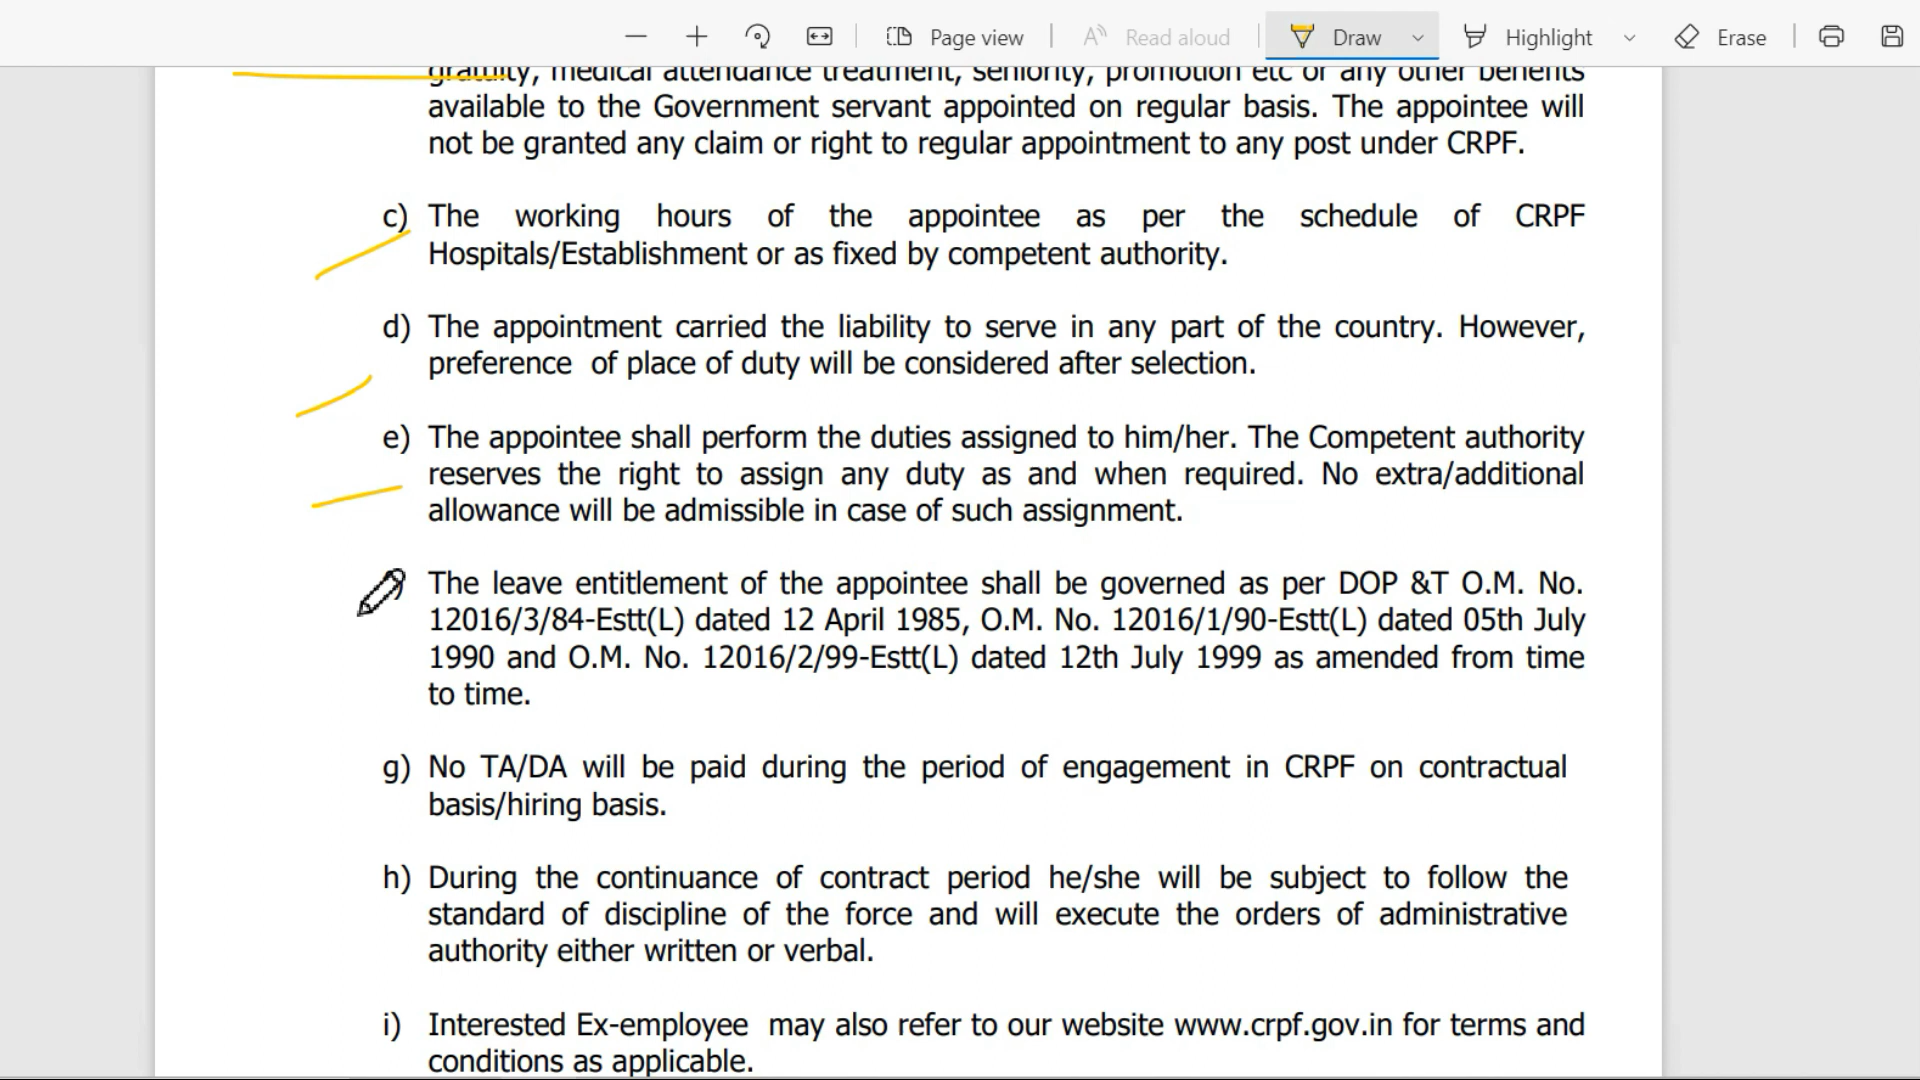 Page view
Read aloud
Draw
Highlight
Erase
gratuity, medical attendance treatment, seniority, promotion etc or any other benefits
available to the Government servant appointed on regular basis. The appointee will
not be granted any claim or right to regular appointment to any post under CRPF.
c) The working hours of the appointee as per the schedule of CRPF
Hospitals/Establishment or as fixed by competent authority.
d) The appointment carried the liability to serve in any part of the country. However,
preference of place of duty will be considered after selection.
e) The appointee shall perform the duties assigned to him/her. The Competent authority
reserves the right to assign any duty as and when required. No extra/additional
allowance will be admissible in case of such assignment.
The leave entitlement of the appointee shall be governed as per DOP &T O.M. No.
12016/3/84-Estt(L) dated 12 April 1985, O.M. No. 12016/1/90-Estt(L) dated 05th July
1990 and O.M. No. 12016/2/99-Estt(L) dated 12th July 1999 as amended from time
to time.
g) No TA/DA will be paid during the period of engagement in CRPF on contractual
basis/hiring basis.
h) During the continuance of contract period he/she will be subject to follow the
standard of discipline of the force and will execute the orders of administrative
authority either written or verbal.
i) Interested Ex-employee may also refer to our website www.crpf.gov.in for terms and
conditions as applicable.